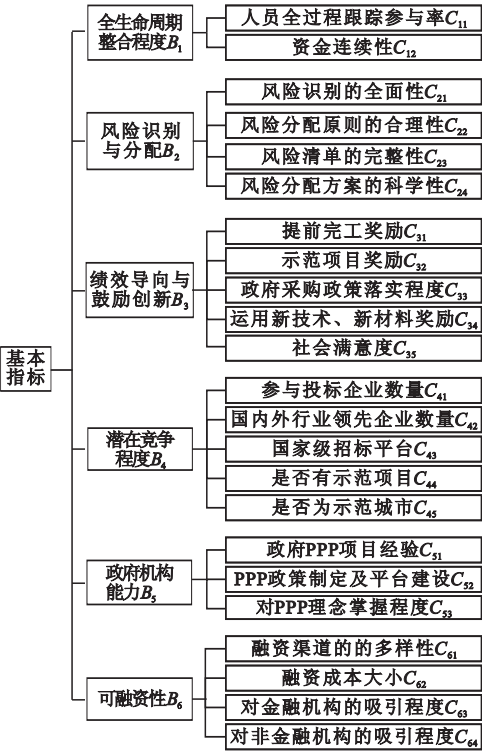 基本
指标
全生命周期
整合程度B1
人员全过程跟踪参与率C11
资金连续性C12
风险识别
与分配B2
风险识别的全面性C21
风险分配原则的合理性C22
风险清单的完整性C23
风险分配方案的科学性C24
绩效导向与
鼓励创新B3
提前完工奖励C31
示范项目奖励C32
政府采购政策落实程度C33
运用新技术、新材料奖励C34
社会满意度C35
潜在竞争
程度B4
参与投标企业数量C41
国内外行业领先企业数量C42
国家级招标平台C43
是否有示范项目C44
是否为示范城市C45
政府机构
能力B5
政府PPP项目经验C51
PPP政策制定及平台建设C52
对PPP理念掌握程度C53
可融资性B6
融资渠道的的多样性C61
融资成本大小C62
对金融机构的吸引程度C63
对非金融机构的吸引程度C64